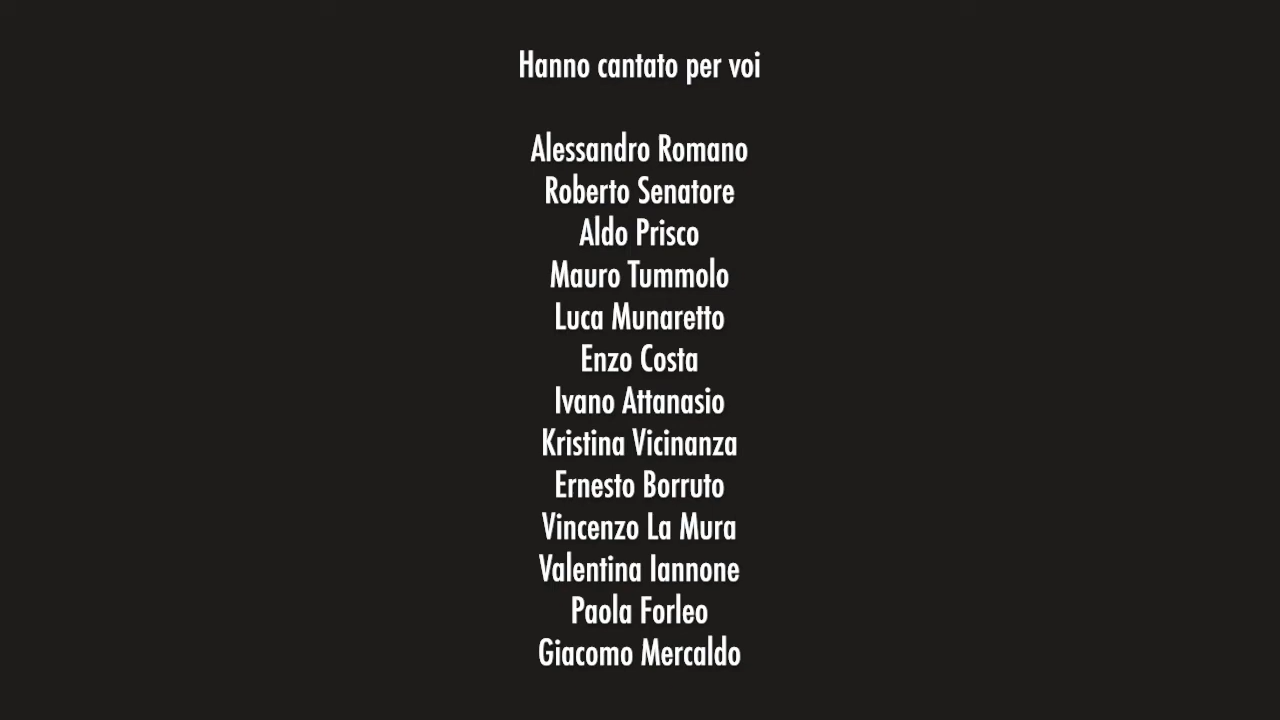 Hanno cantato per voi
Alessandro Romano
Roberto Senatore
Aldo Prisco
Mauro Tummolo
Luca Munaretto
Enzo Costa
Ivano Attanasio
Kristina Vicinanza
Ernesto Borruto
Vincenzo La Mura
Valentina Iannone
Paola Forleo
Giacomo Mercaldo